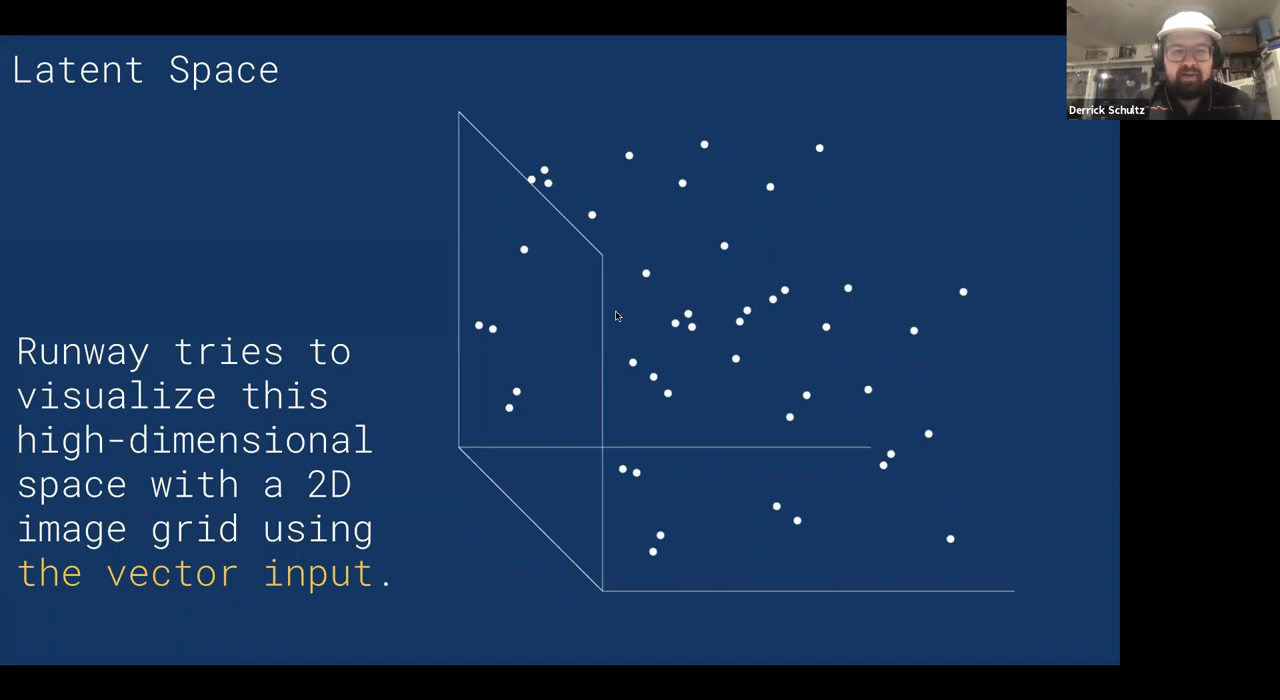 Latent Space
Derrick Schultz
Runway tries to
visualize this
high-dimensional
space with a 2D
image grid using
the vector input.